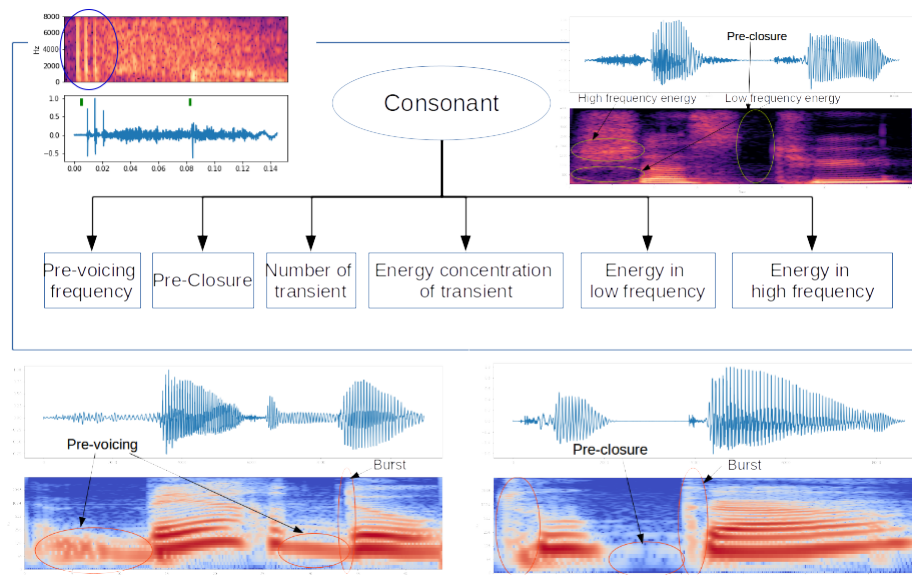 8000
6000
4000
2000
0
Hz
1.0
0.5
0.0
-0.5
0.00 0.02 0.04 0.06 0.08 0.10 0.12 0.14
Pre-closure
High frequency energy
Low frequency energy
Consonant
Pre-voicing
frequency
Pre-Closure
Number of
transient
Energy concentration
of transient
Energy in
low frequency
Energy in
high frequency
Pre-voicing
Burst
Pre-closure
Burst